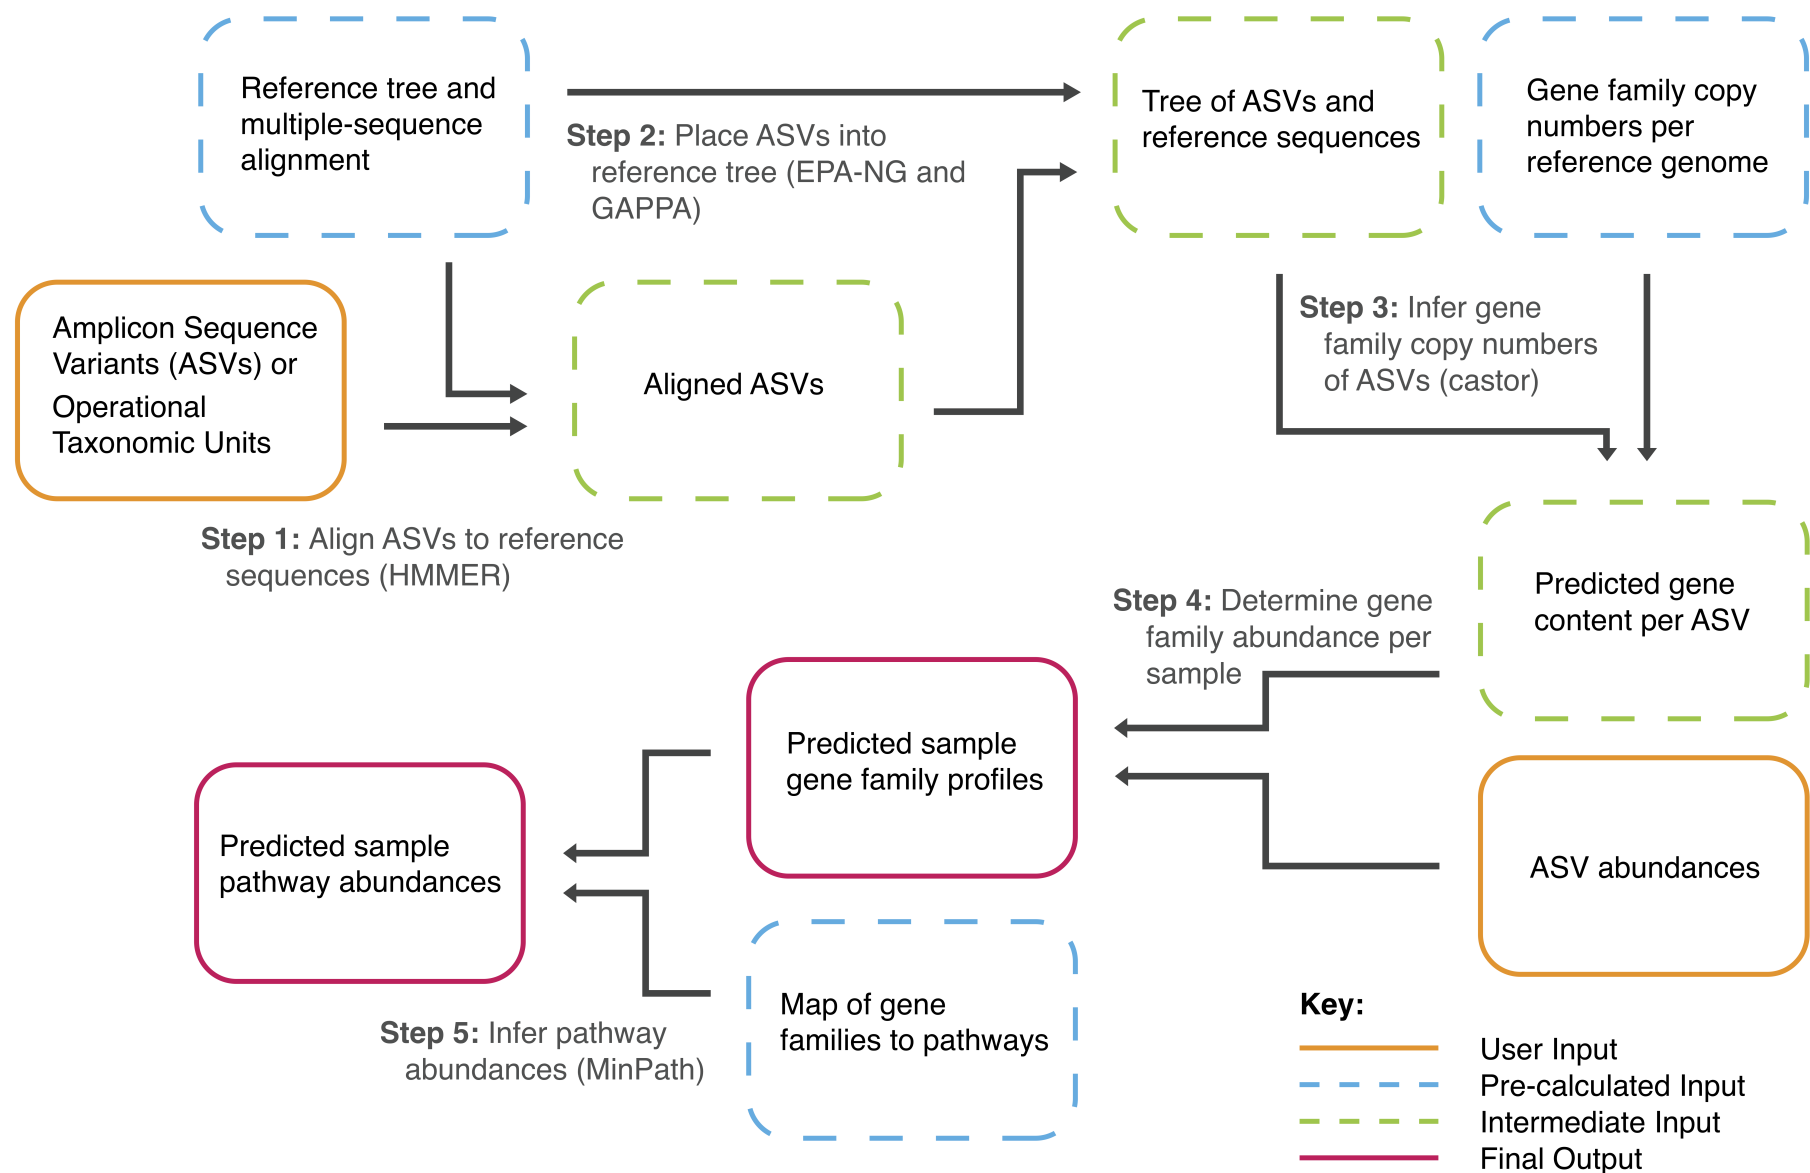 Reference tree and
multiple-sequence
alignment
Step 2: Place ASVs into
reference tree (EPA-NG and
GAPPA)
Tree of ASVs and
reference sequences
Gene family copy
numbers per
reference genome
Amplicon Sequence
Variants (ASVs) or
Operational
Taxonomic Units
Aligned ASVs
Step 3: Infer gene
family copy numbers
of ASVs (castor)
Step 1: Align ASVs to reference
sequences (HMMER)
Predicted gene
content per ASV
Step 4: Determine gene
family abundance per
sample
Predicted sample
gene family profiles
Predicted sample
pathway abundances
ASV abundances
Map of gene
families to pathways
Step 5: Infer pathway
abundances (MinPath)
Key:
User Input
Pre-calculated Input
Intermediate Input
Final Output